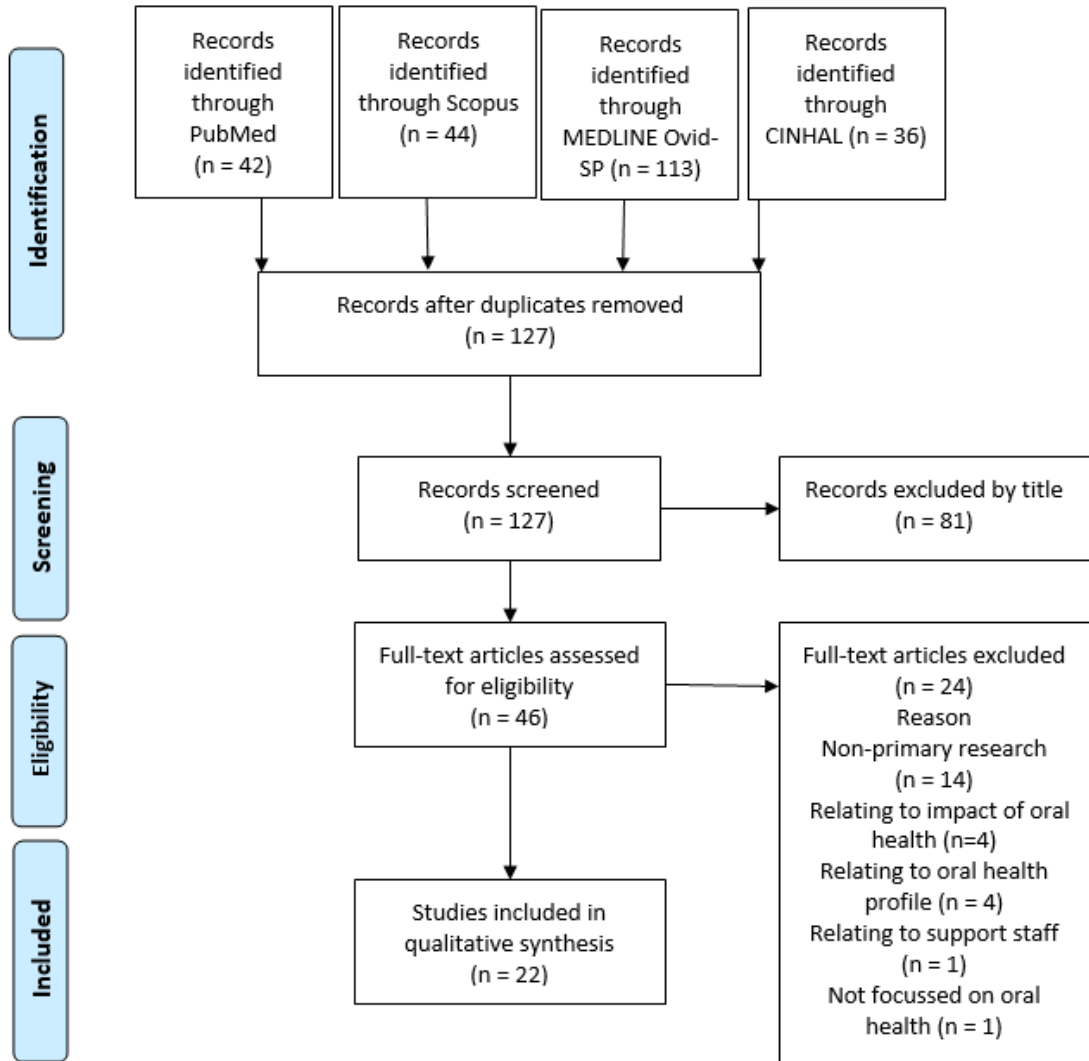 Identification
Records
identified
through
PubMed
(n = 42)
Records
identified
through Scopus
(n = 44)
Records
identified
through
MEDLINE Ovid-
SP (n = 113)
Records
identified
through
CINHAL (n = 36)
Records after duplicates removed
(n = 127)
Screening
Records screened
(n = 127)
Records excluded by title
(n = 81)
Eligibility
Full-text articles assessed
for eligibility
(n = 46)
Full-text articles excluded
(n = 24)
Reason
Non-primary research
(n = 14)
Relating to impact of oral
health (n=4)
Relating to oral health
profile (n = 4)
Relating to support staff
(n = 1)
Not focussed on oral
health (n = 1)
Included
Studies included in
qualitative synthesis
(n = 22)